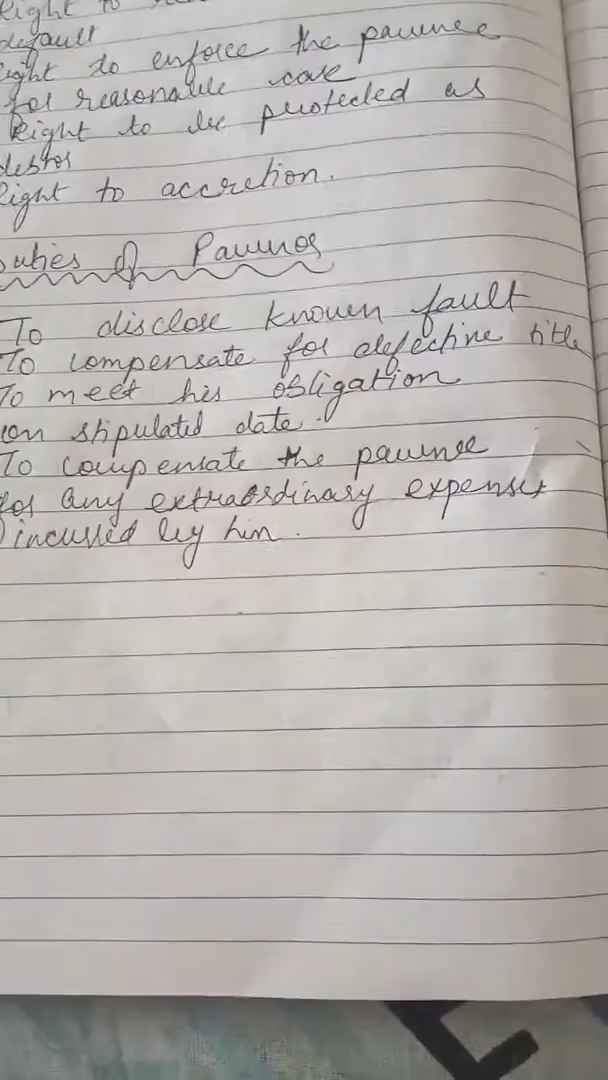 Right to
default
ight to enforce the pawnee
for reasonable care
Right to be protected as
debtor
Right to accretion.
Duties of Pawnor
To disclose known fault
To compensate for defective title
To meet his obligation
on stipulated date.
To compensate the pawnee
for any extraordinary expenses
incurred by him.